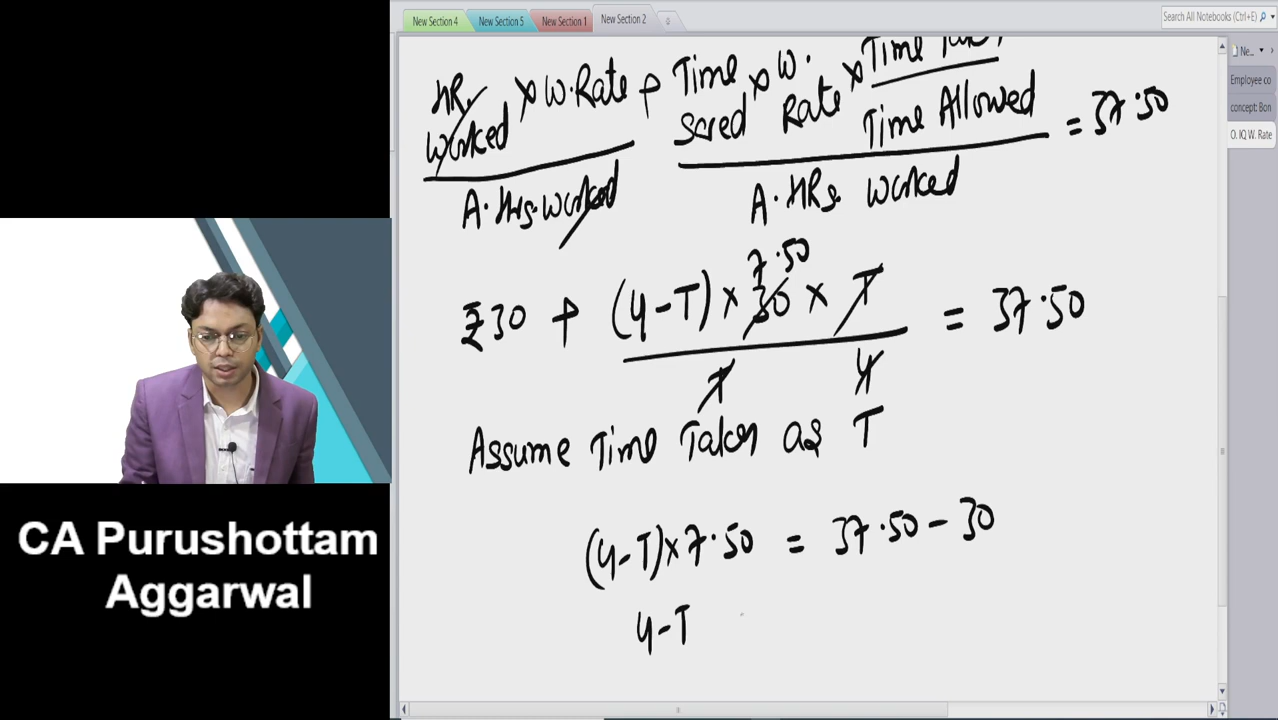 New Section 4 New Section 5 New Section 1 New Section 2
Search All Notebooks (Ctrl+E)
Ne...
Employee co
concept: Bon
O. IQ W. Rate
HRs worked × W. Rate + Time saved × W. Rate × Time Taken
Time Allowed
= 37.50
A. Hrs. worked A. HRs. worked
7.50
₹30 + (4-T) × 30 × T = 37.50
T 4
Assume Time Taken as T
(4-T) × 7.50 = 37.50 - 30
4-T
CA Purushottam
Aggarwal